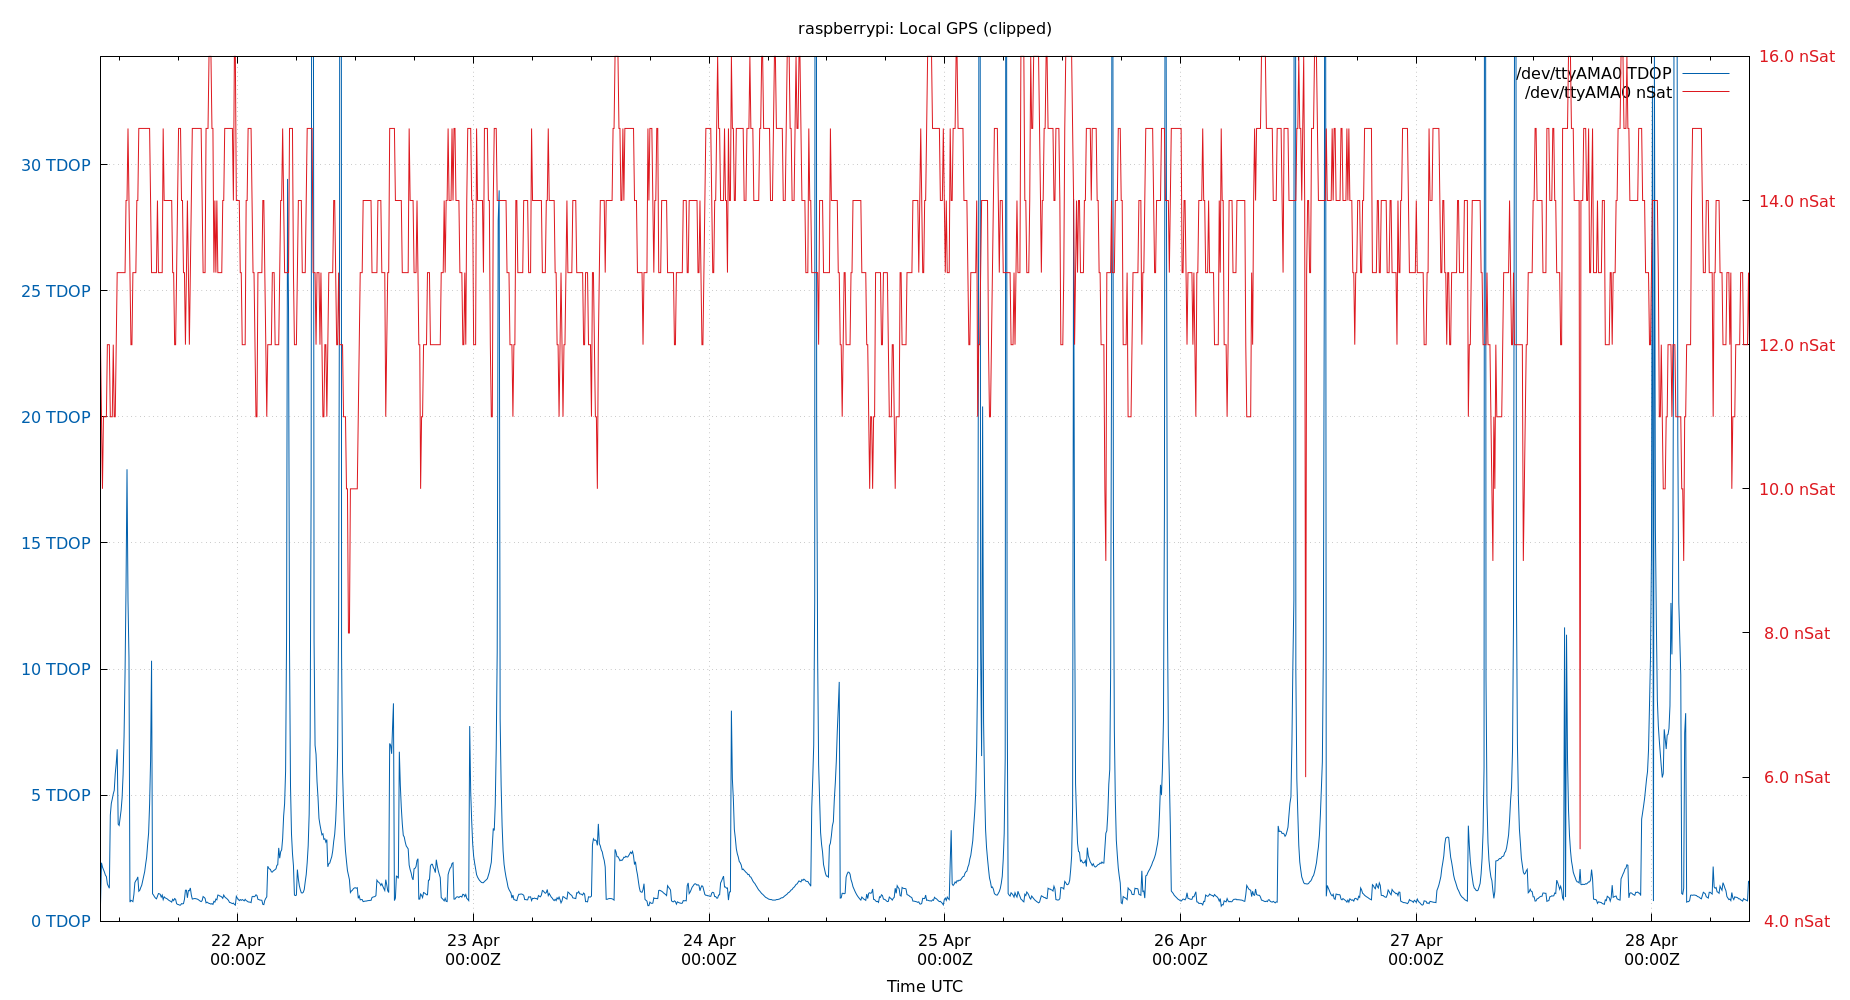 raspberrypi: Local GPS (clipped)
16.0 nSat
/dev/ttyAMA0 TDOP
/dev/ttyAMA0 nSat
30 TDOP
14.0 nSat
25 TDOP
12.0 nSat
20 TDOP
10.0 nSat
15 TDOP
8.0 nSat
10 TDOP
6.0 nSat
5 TDOP
0 TDOP
4.0 nSat
22 Apr 23 Apr 24 Apr 25 Apr 26 Apr 27 Apr 28 Apr
00:00Z 00:00Z 00:00Z 00:00Z 00:00Z 00:00Z 00:00Z
Time UTC